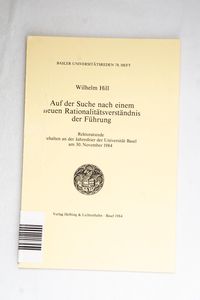 BASLER UNIVERSITÄTSREDEN 78. HEFT
Wilhelm Hill
Auf der Suche nach einem
neuen Rationalitätsverständnis
der Führung
Rektoratsrede
gehalten an der Jahresfeier der Universität Basel
am 30. November 1984
Verlag Helbing & Lichtenhahn · Basel 1984